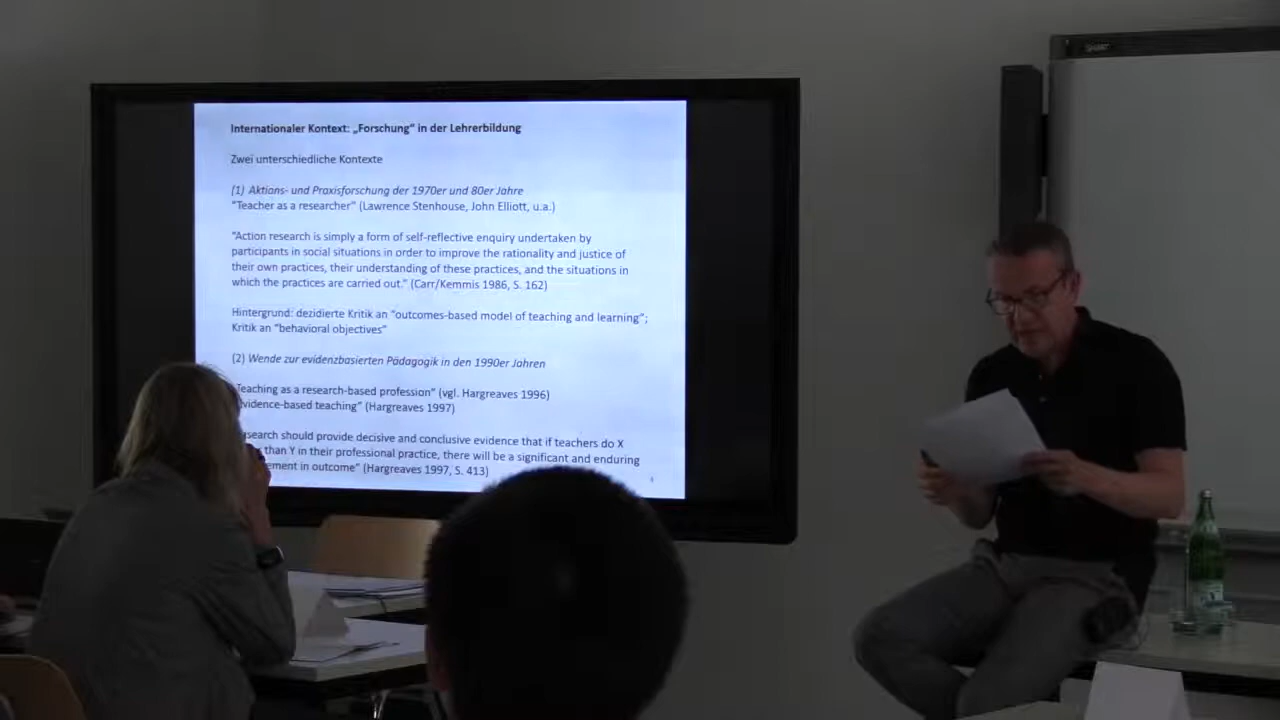 Internationaler Kontext: „Forschung“ in der Lehrerbildung
Zwei unterschiedliche Kontexte
(1) Aktions- und Praxisforschung der 1970er und 80er Jahre
"Teacher as a researcher" (Lawrence Stenhouse, John Elliott, u.a.)
"Action research is simply a form of self-reflective enquiry undertaken by
participants in social situations in order to improve the rationality and justice of
their own practices, their understanding of these practices, and the situations in
which the practices are carried out." (Carr/Kemmis 1986, S. 162)
Hintergrund: dezidierte Kritik an "outcomes-based model of teaching and learning";
Kritik an "behavioral objectives"
(2) Wende zur evidenzbasierten Pädagogik in den 1990er Jahren
Teaching as a research-based profession" (vgl. Hargreaves 1996)
vidence-based teaching" (Hargreaves 1997)
search should provide decisive and conclusive evidence that if teachers do X
than Y in their professional practice, there will be a significant and enduring
ement in outcome" (Hargreaves 1997, S. 413)